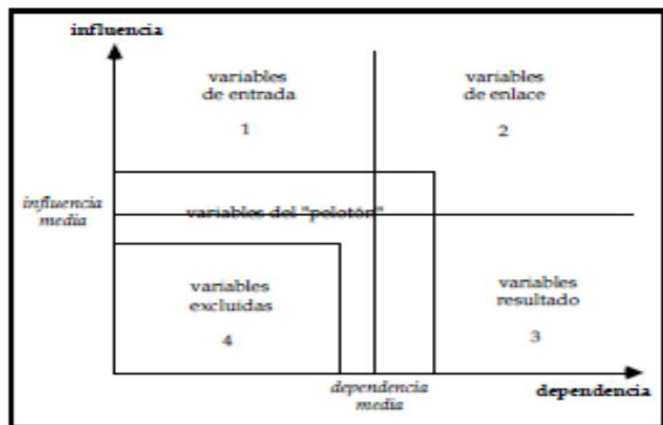 influencia
variables
de entrada
1
variables
de enlace
2
influencia
media
variables del "pelotón"
variables
excluidas
4
variables
resultado
3
dependencia
media
dependencia